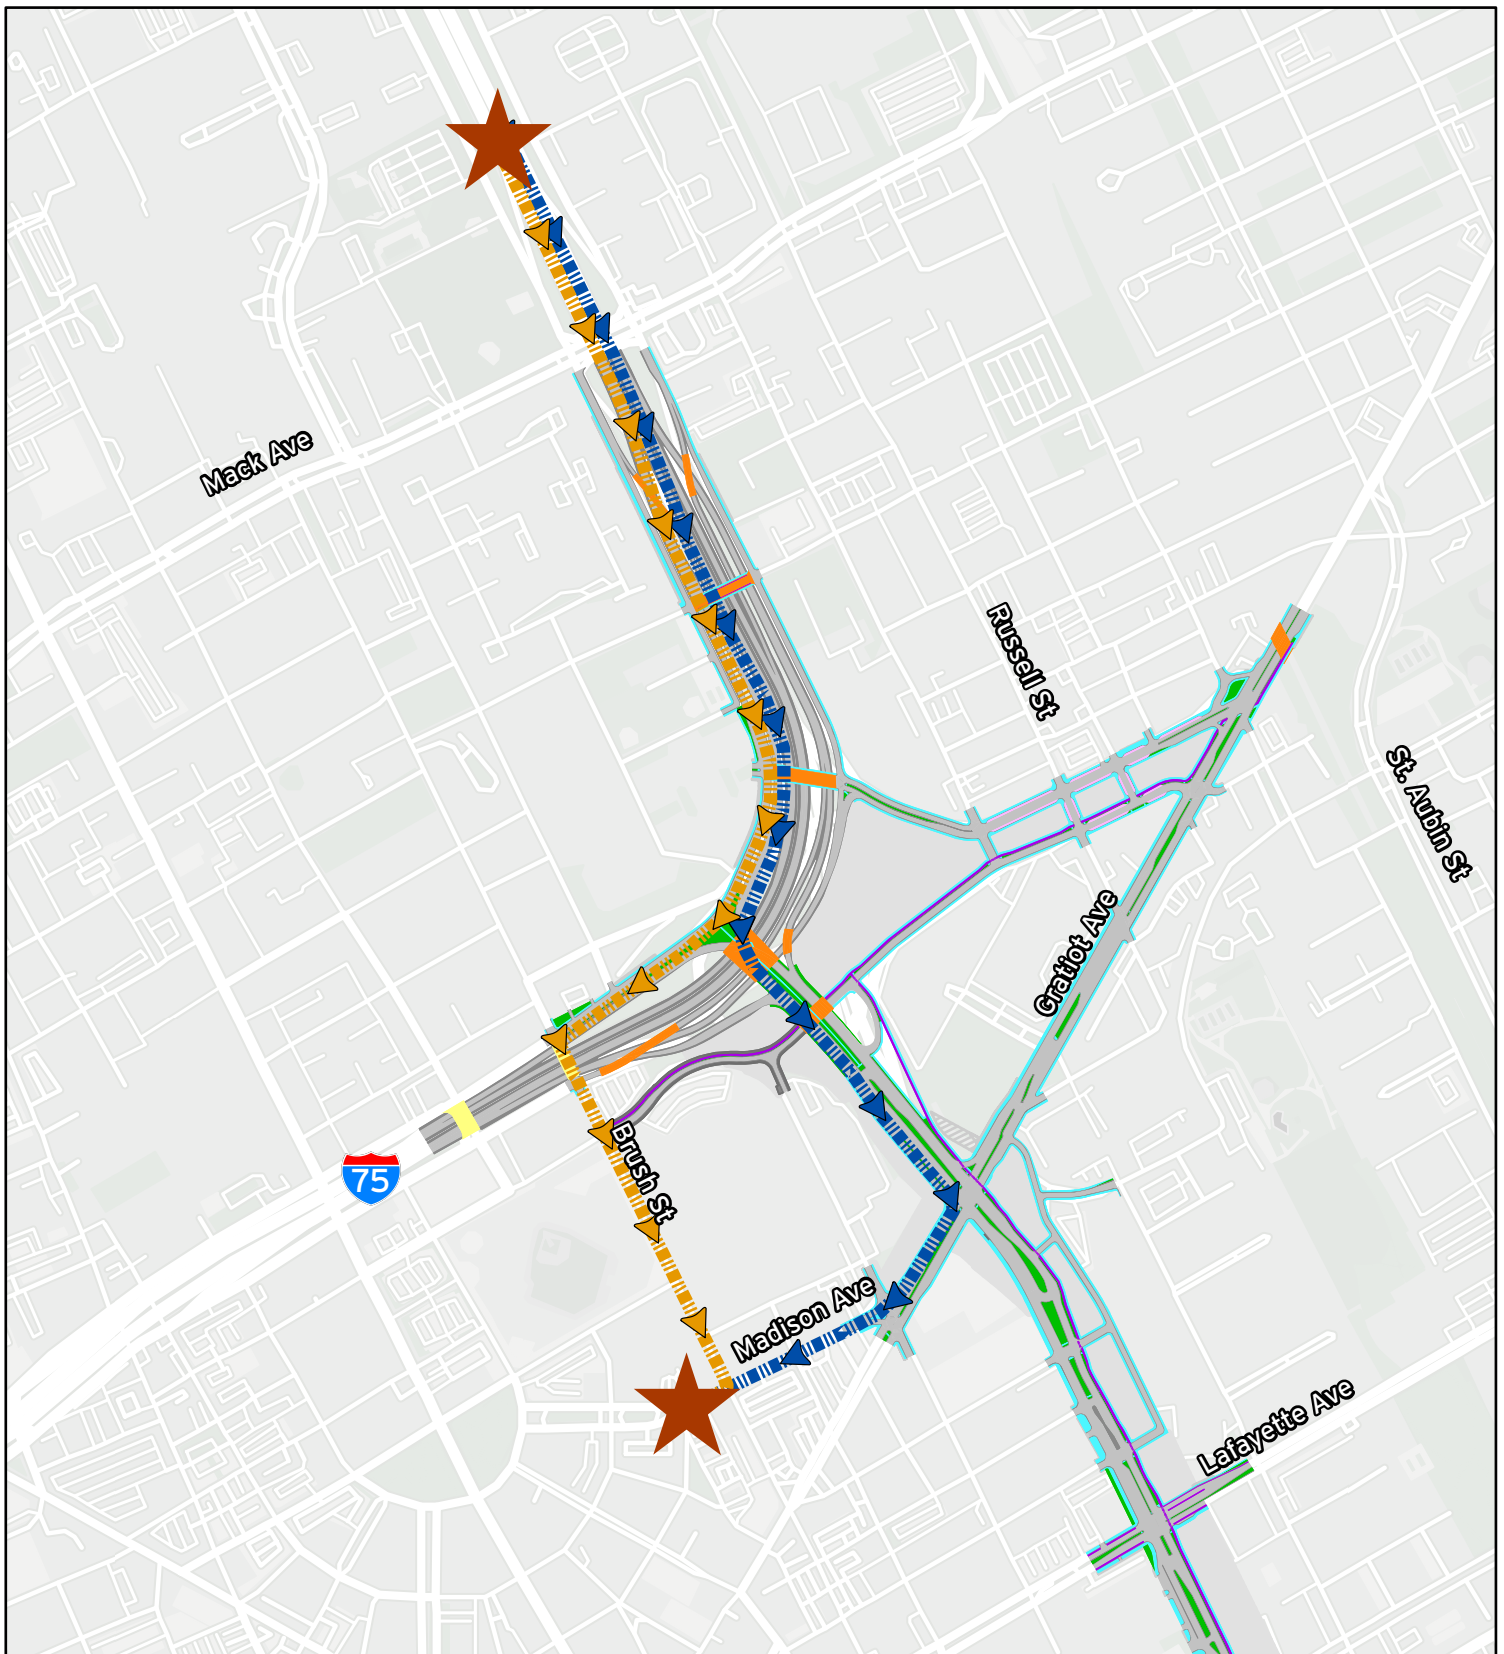 Mack Ave
Russell St
St. Aubin St
Gratiot Ave
Brush St
75
Madison Ave
Lafayette Ave